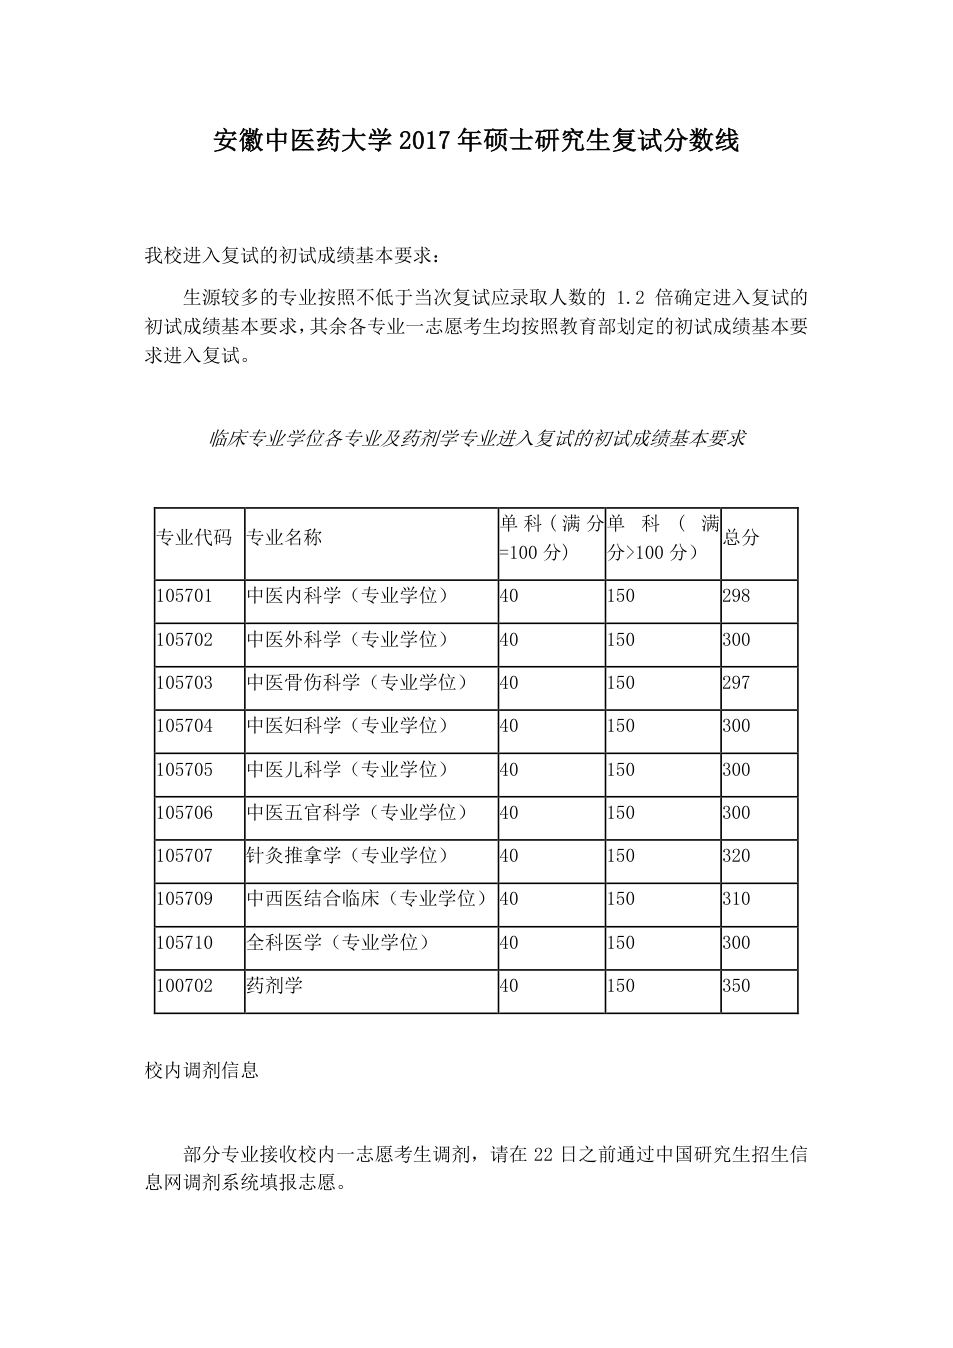 安徽中医药大学 2017 年硕士研究生复试分数线
我校进入复试的初试成绩基本要求：
生源较多的专业按照不低于当次复试应录取人数的 1.2 倍确定进入复试的
初试成绩基本要求，其余各专业一志愿考生均按照教育部划定的初试成绩基本要
求进入复试。
临床专业学位各专业及药剂学专业进入复试的初试成绩基本要求
专业代码 专业名称 单科(满分=100 分) 单科(满分>100 分） 总分
105701 中医内科学（专业学位） 40 150 298
105702 中医外科学（专业学位） 40 150 300
105703 中医骨伤科学（专业学位） 40 150 297
105704 中医妇科学（专业学位） 40 150 300
105705 中医儿科学（专业学位） 40 150 300
105706 中医五官科学（专业学位） 40 150 300
105707 针灸推拿学（专业学位） 40 150 320
105709 中西医结合临床（专业学位） 40 150 310
105710 全科医学（专业学位） 40 150 300
100702 药剂学 40 150 350
校内调剂信息
部分专业接收校内一志愿考生调剂，请在 22 日之前通过中国研究生招生信
息网调剂系统填报志愿。